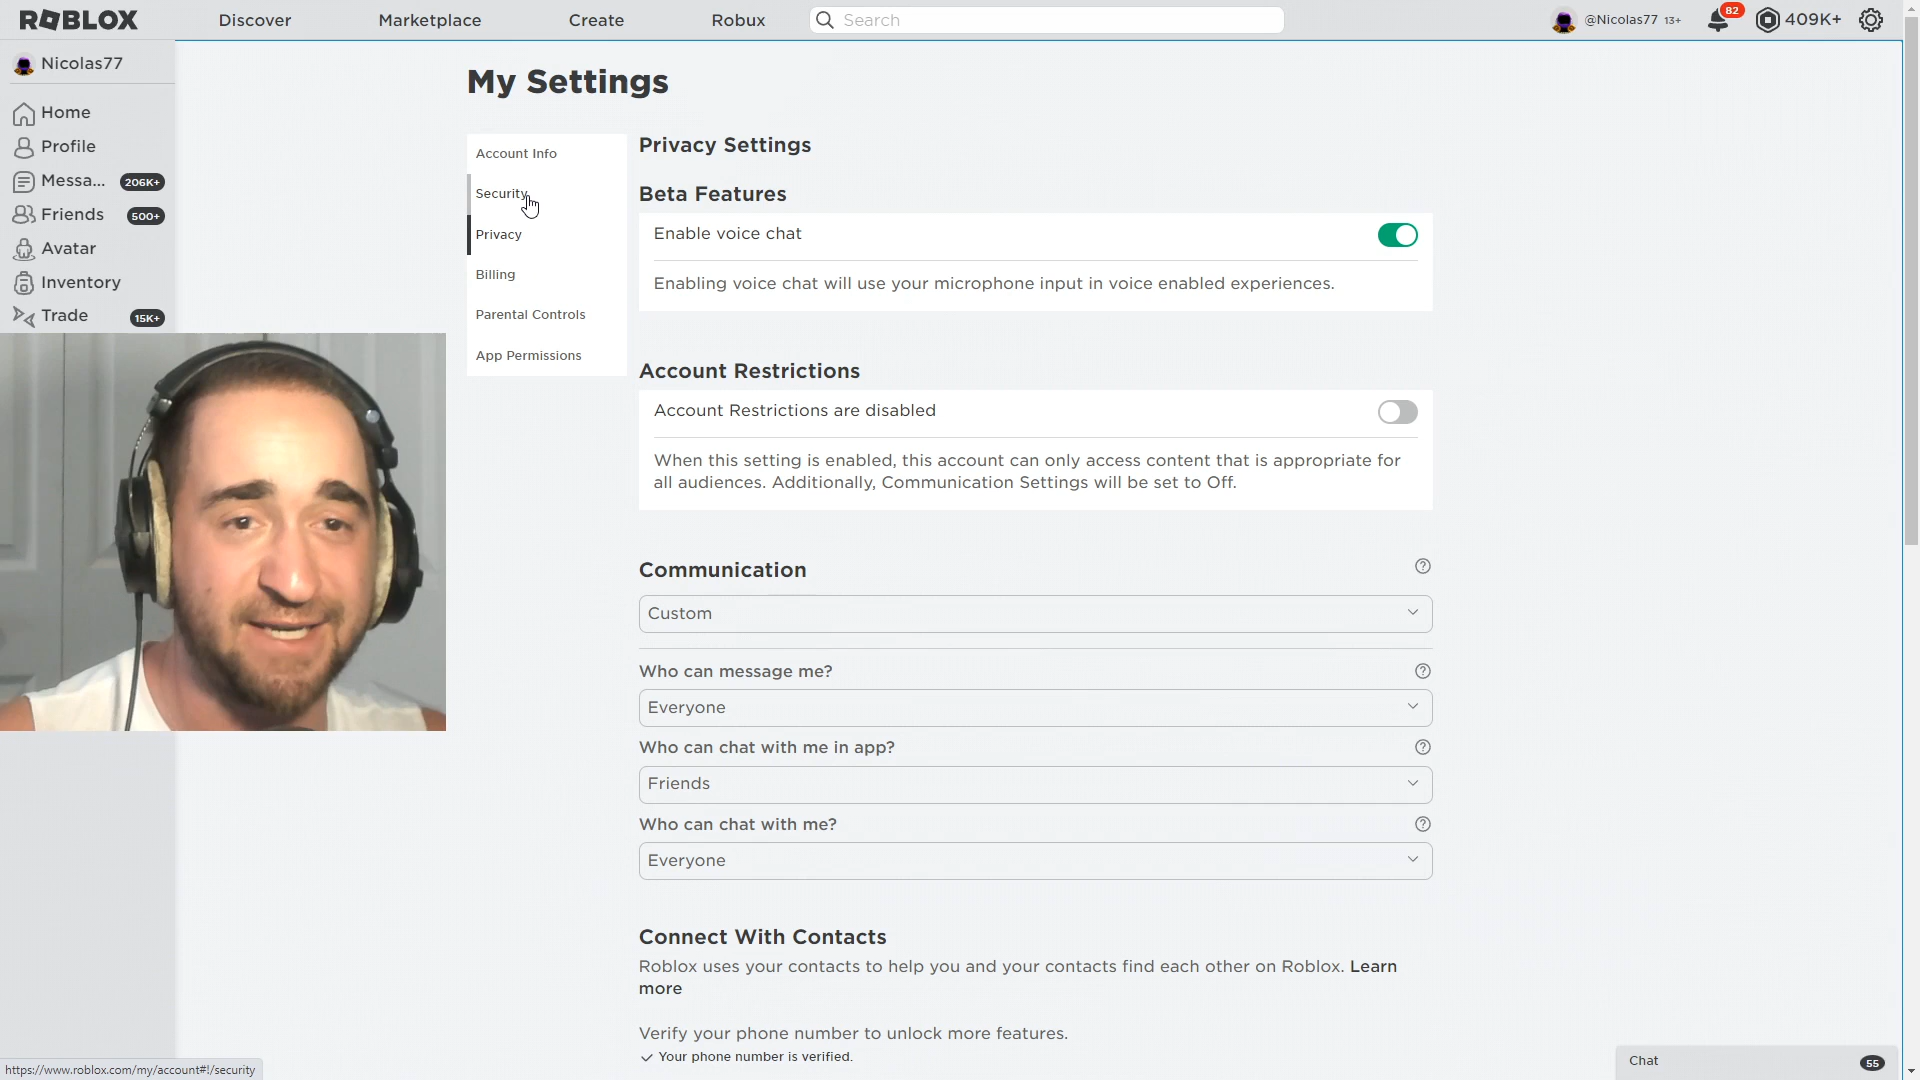 ROBLOX
Discover
Marketplace
Create
Robux
Search
@Nicolas77 13+
82
409K+
Nicolas77
Home
Profile
Messa... 206K+
Friends 500+
Avatar
Inventory
Trade 15K+
My Settings
Account Info
Security
Privacy
Billing
Parental Controls
App Permissions
Privacy Settings
Beta Features
Enable voice chat
Enabling voice chat will use your microphone input in voice enabled experiences.
Account Restrictions
Account Restrictions are disabled
When this setting is enabled, this account can only access content that is appropriate for
all audiences. Additionally, Communication Settings will be set to Off.
Communication
Custom
Who can message me?
Everyone
Who can chat with me in app?
Friends
Who can chat with me?
Everyone
Connect With Contacts
Roblox uses your contacts to help you and your contacts find each other on Roblox. Learn
more
Verify your phone number to unlock more features.
Your phone number is verified.
https://www.roblox.com/my/account#!/security
Chat 55